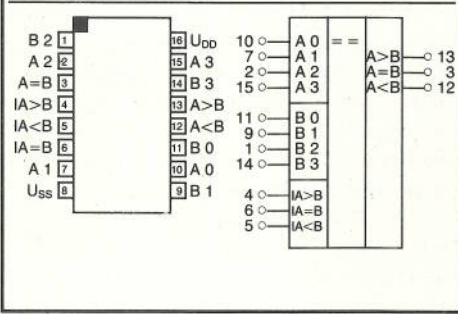 B 2 1
A 2 2
A=B 3
IA>B 4
IA<B 5
IA=B 6
A 1 7
USS 8
16 UDD
15 A 3
14 B 3
13 A>B
12 A<B
11 B 0
10 A 0
9 B 1
10 A 0
7 A 1
2 A 2
15 A 3
11 B 0
9 B 1
1 B 2
14 B 3
4 IA>B
6 IA=B
5 IA<B
= =
A>B 13
A=B 3
A<B 12